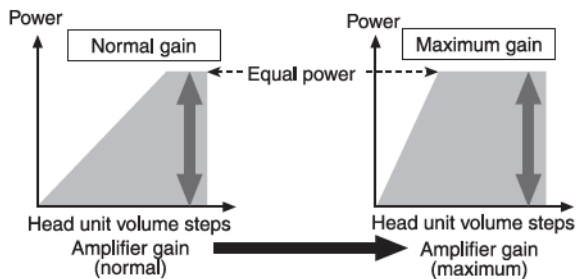 Power
Normal gain
Equal power
Head unit volume steps
Amplifier gain
(normal)
Power
Maximum gain
Head unit volume steps
Amplifier gain
(maximum)